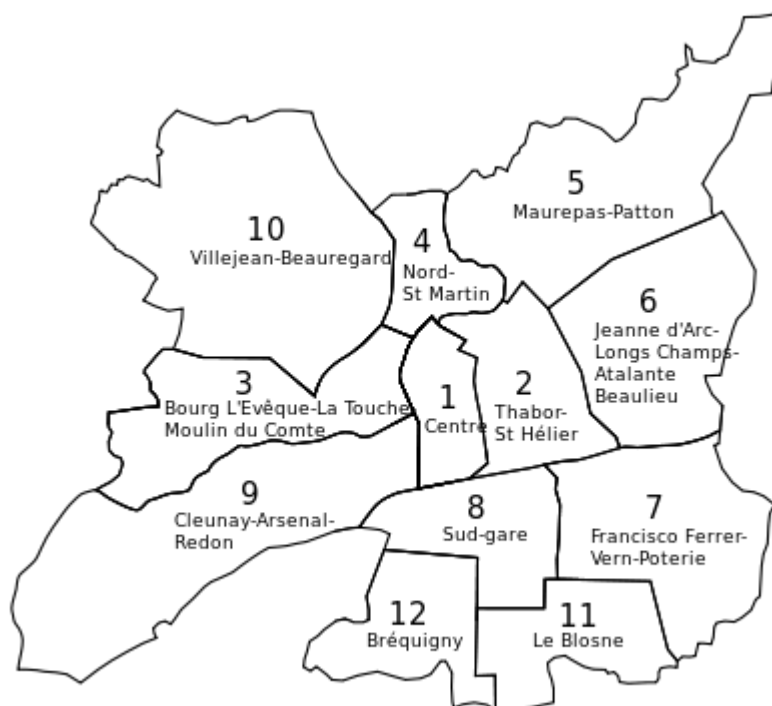 5
Maurepas-Patton
10
Villejean-Beauregard
4
Nord-
St Martin
6
Jeanne d'Arc-
Longs Champs-
Atalante
Beaulieu
3
Bourg L'Evêque-La Touche
Moulin du Comte
1
Centre
2
Thabor-
St Hélier
9
Cleunay-Arsenal-
Redon
8
Sud-gare
7
Francisco Ferrer-
Vern-Poterie
12
Bréquigny
11
Le Blosne